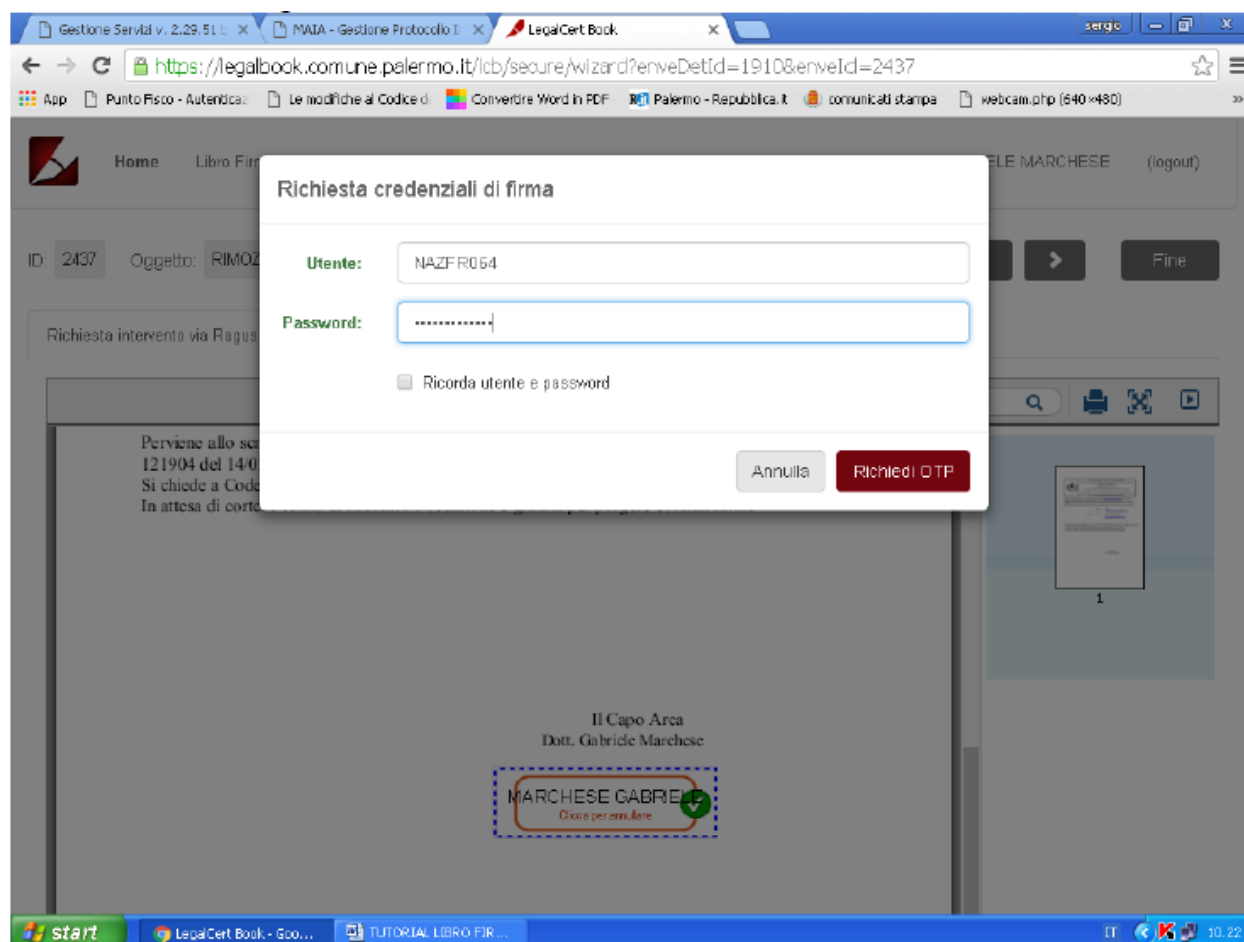 Gestione Servizi v. 2.29.51 b
MAIA - Gestione Protocollo I
LegalCert Book
sergio
https://legalbook.comune.palermo.it/lcb/secure/wizard?enveDetId=1910&enveId=2437
App
Punto Fisco - Autenticaz
Le modifiche al Codice d
Convertire Word in PDF
Palermo - Repubblica.it
comunicati stampa
webcam.php (640×480)
Home
Libro Fir
ELE MARCHESE
(logout)
Richiesta credenziali di firma
ID: 2437
Oggetto: RIMOZ
Fine
Utente: NAZFR064
Password: •••••••••••••
Richiesta intervento via Ragus
Ricorda utente e password
Annulla
Richiedi OTP
Perviene allo scr
121904 del 14/0
Si chiede a Code
In attesa di corte
1
Il Capo Area
Dott. Gabriele Marchese
MARCHESE GABRIELE
Clicca per annullare
start
LegalCert Book - Goo...
TUTORIAL LIBRO FIR...
IT
10.22